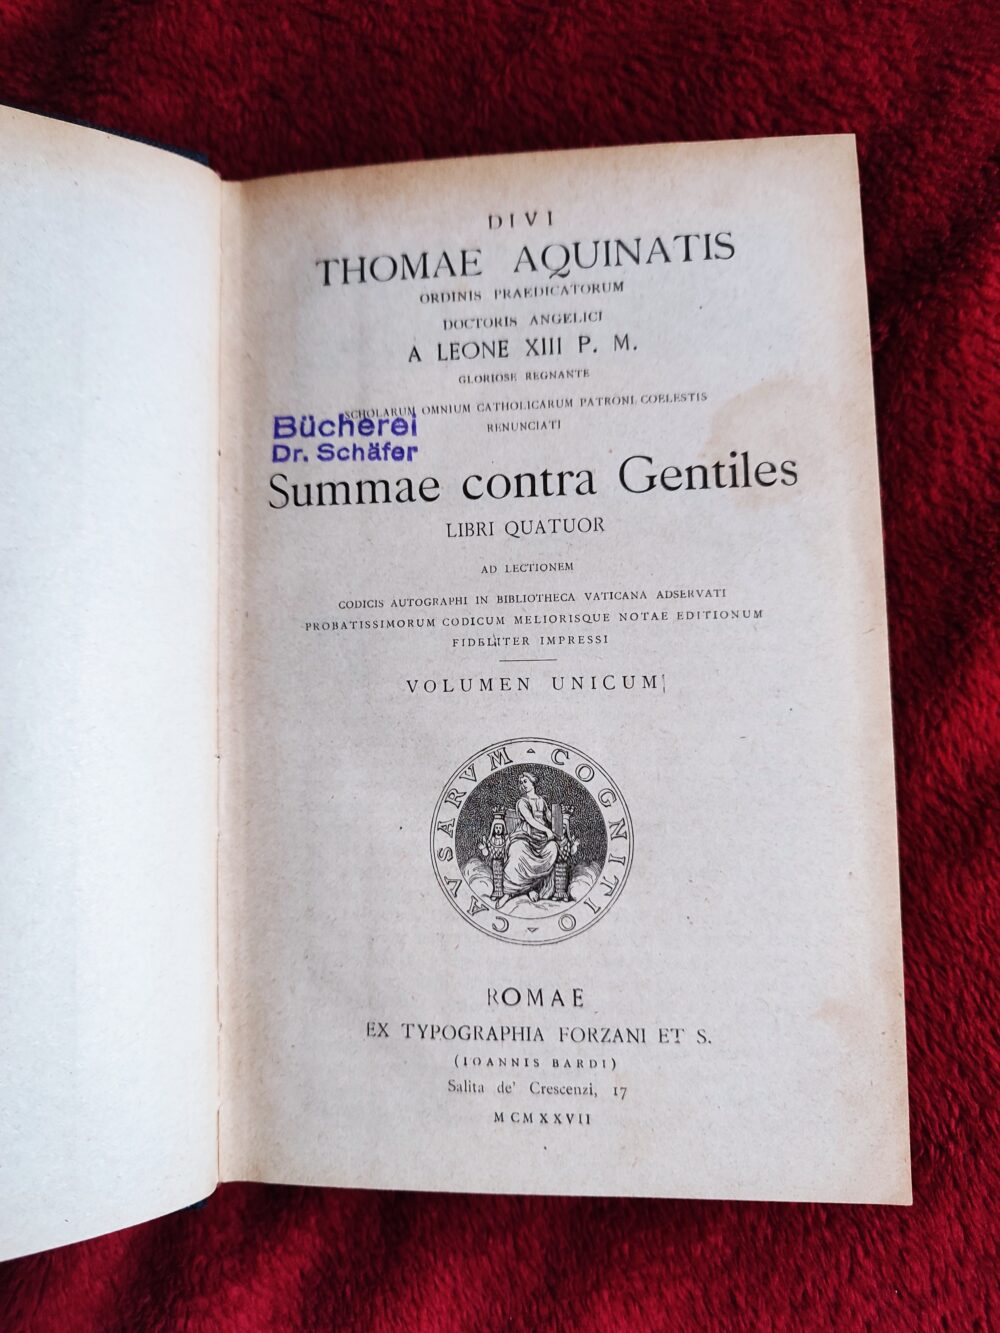 DIVI
THOMAE AQUINATIS
ORDINIS PRAEDICATORUM
DOCTORIS ANGELICI
A LEONE XIII P. M.
GLORIOSE REGNANTE
SCHOLARUM OMNIUM CATHOLICARUM PATRONI COELESTIS
RENUNCIATI
Bücherei
Dr. Schäfer
Summae contra Gentiles
LIBRI QUATUOR
AD LECTIONEM
CODICIS AUTOGRAPHI IN BIBLIOTHECA VATICANA ADSERVATI
PROBATISSIMORUM CODICUM MELIORISQUE NOTAE EDITIONUM
FIDELITER IMPRESSI
VOLUMEN UNICUM
CAVSARVM COGNITIO
ROMAE
EX TYPOGRAPHIA FORZANI ET S.
(IOANNIS BARDI)
Salita de' Crescenzi, 17
MCMXXVII